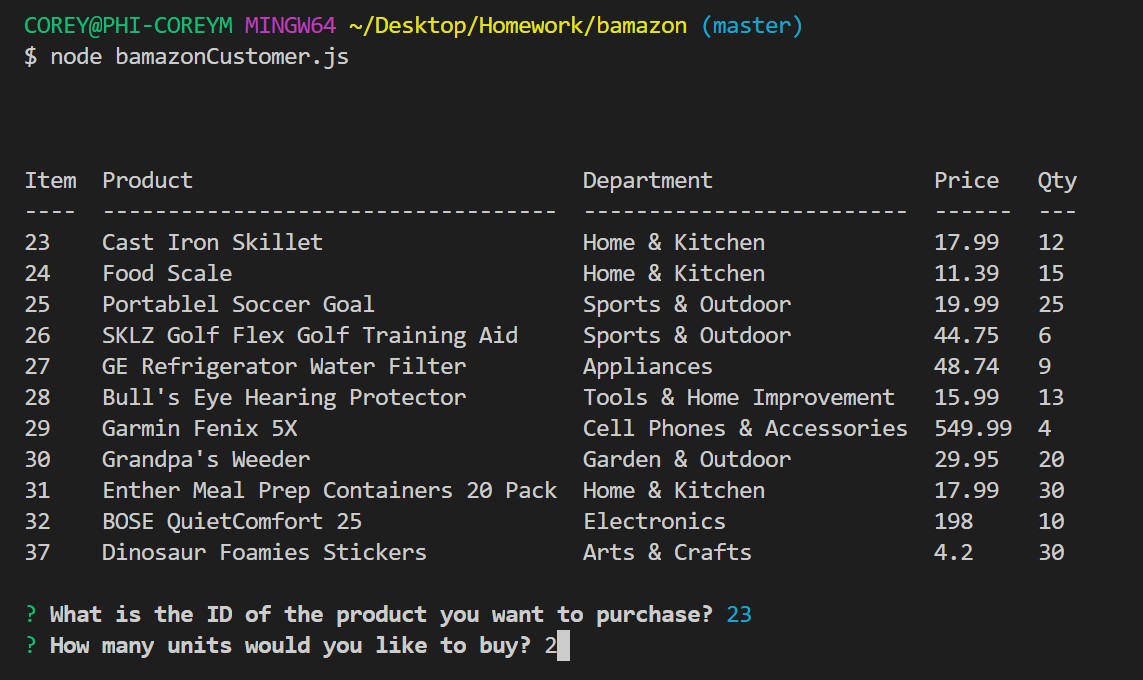 COREY@PHI-COREYM MINGW64 ~/Desktop/Homework/bamazon (master)
$ node bamazonCustomer.js
Item  Product                              Department                 Price   Qty
----  -----------------------------------  -------------------------  ------  ---
23    Cast Iron Skillet                    Home & Kitchen             17.99   12
24    Food Scale                           Home & Kitchen             11.39   15
25    Portablel Soccer Goal                Sports & Outdoor           19.99   25
26    SKLZ Golf Flex Golf Training Aid     Sports & Outdoor           44.75   6
27    GE Refrigerator Water Filter         Appliances                 48.74   9
28    Bull's Eye Hearing Protector         Tools & Home Improvement   15.99   13
29    Garmin Fenix 5X                      Cell Phones & Accessories  549.99  4
30    Grandpa's Weeder                     Garden & Outdoor           29.95   20
31    Enther Meal Prep Containers 20 Pack  Home & Kitchen             17.99   30
32    BOSE QuietComfort 25                 Electronics                198     10
37    Dinosaur Foamies Stickers            Arts & Crafts              4.2     30
? What is the ID of the product you want to purchase? 23
? How many units would you like to buy? 2